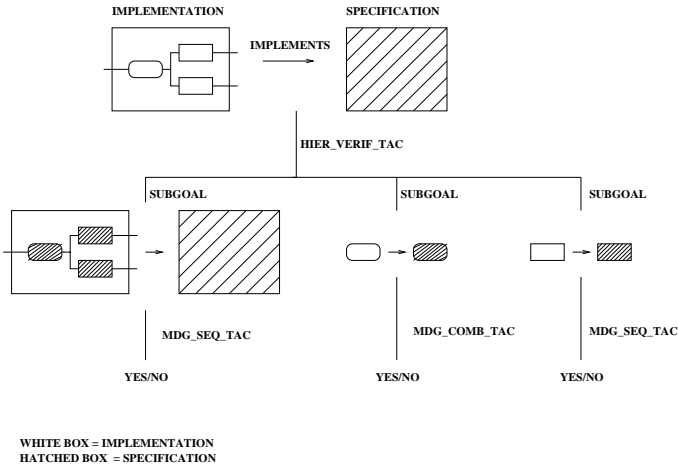 IMPLEMENTATION
SPECIFICATION
IMPLEMENTS
HIER_VERIF_TAC
SUBGOAL
SUBGOAL
SUBGOAL
MDG_SEQ_TAC
MDG_COMB_TAC
MDG_SEQ_TAC
YES/NO
YES/NO
YES/NO
WHITE BOX = IMPLEMENTATION
HATCHED BOX = SPECIFICATION